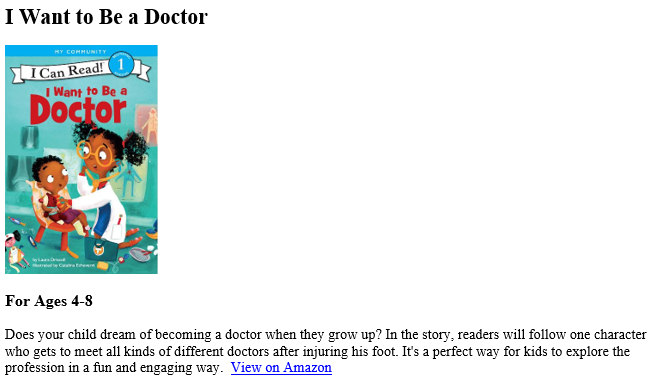 I Want to Be a Doctor
MY COMMUNITY
I Can Read!
1
I Want to Be a
Doctor
by Laura Driscoll
illustrated by Catalina Echeverri
For Ages 4-8
Does your child dream of becoming a doctor when they grow up? In the story, readers will follow one character
who gets to meet all kinds of different doctors after injuring his foot. It's a perfect way for kids to explore the
profession in a fun and engaging way. View on Amazon